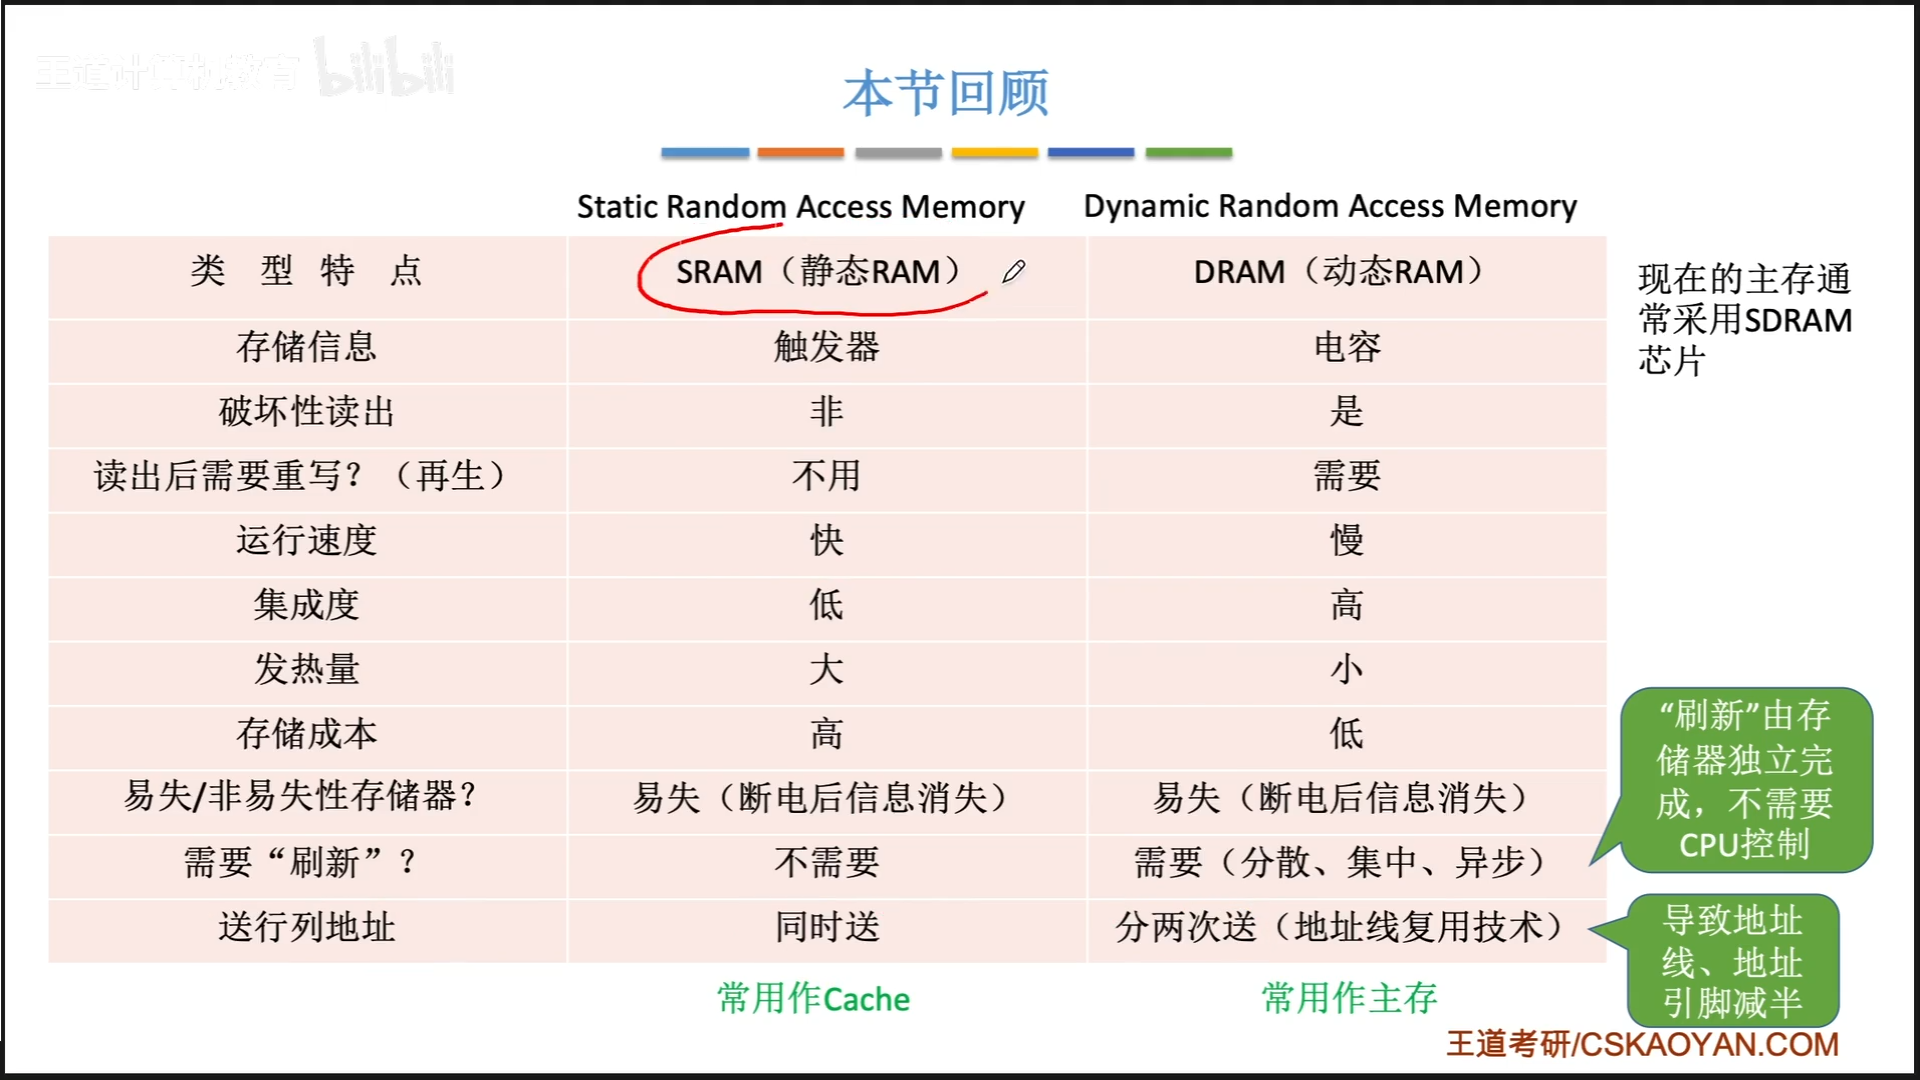 王道计算机教育 bilibili
本节回顾
Static Random Access Memory
Dynamic Random Access Memory
类 型 特 点
SRAM（静态RAM）
DRAM（动态RAM）
存储信息
触发器
电容
破坏性读出
非
是
读出后需要重写？（再生）
不用
需要
运行速度
快
慢
集成度
低
高
发热量
大
小
存储成本
高
低
易失/非易失性存储器？
易失（断电后信息消失）
易失（断电后信息消失）
需要“刷新”？
不需要
需要（分散、集中、异步）
送行列地址
同时送
分两次送（地址线复用技术）
常用作Cache
常用作主存
现在的主存通
常采用SDRAM
芯片
“刷新”由存
储器独立完
成，不需要
CPU控制
导致地址
线、地址
引脚减半
王道考研/CSKAOYAN.COM